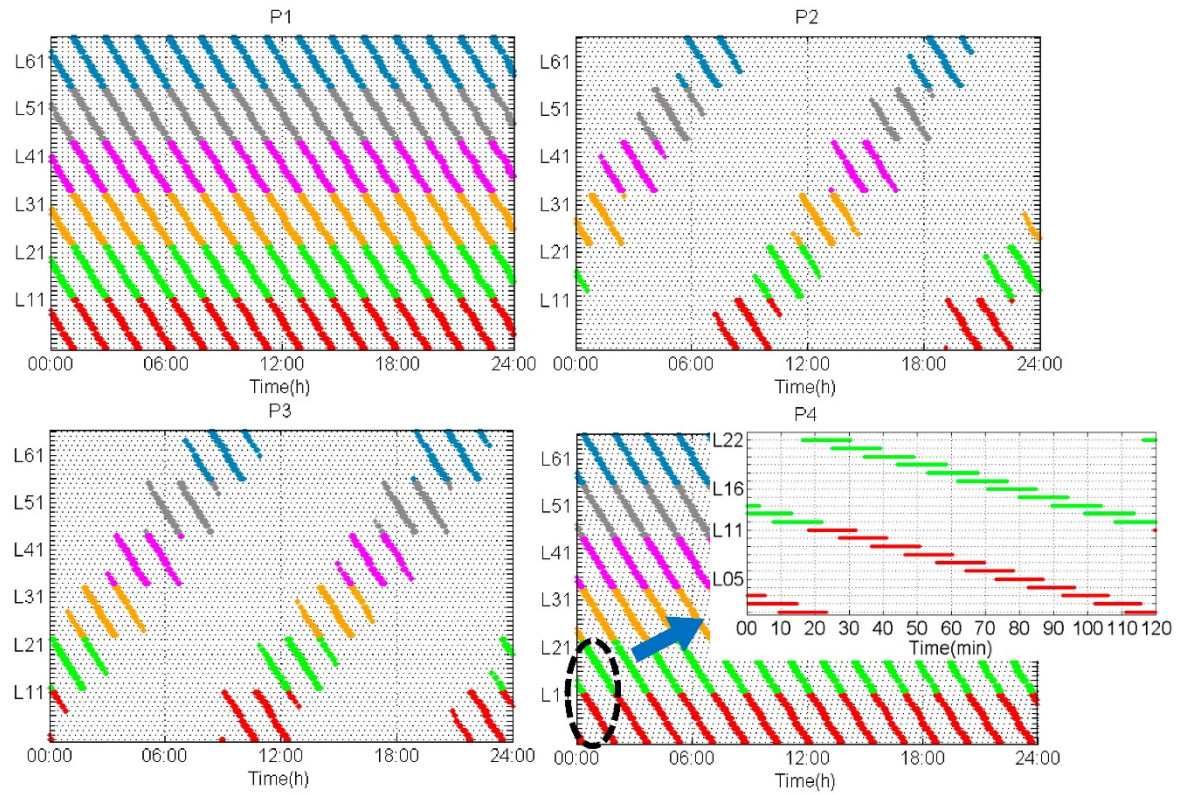 P1
L61
L51
L41
L31
L21
L11
00:00 06:00 12:00 18:00 24:00
Time(h)
P2
L61
L51
L41
L31
L21
L11
00:00 06:00 12:00 18:00 24:00
Time(h)
P3
L61
L51
L41
L31
L21
L11
00:00 06:00 12:00 18:00 24:00
Time(h)
P4
L61
L51
L41
L31
L21
L1
00:00 06:00 12:00 18:00 24:00
Time(h)
L22
L16
L11
L05
00 10 20 30 40 50 60 70 80 90 100 110 120
Time(min)